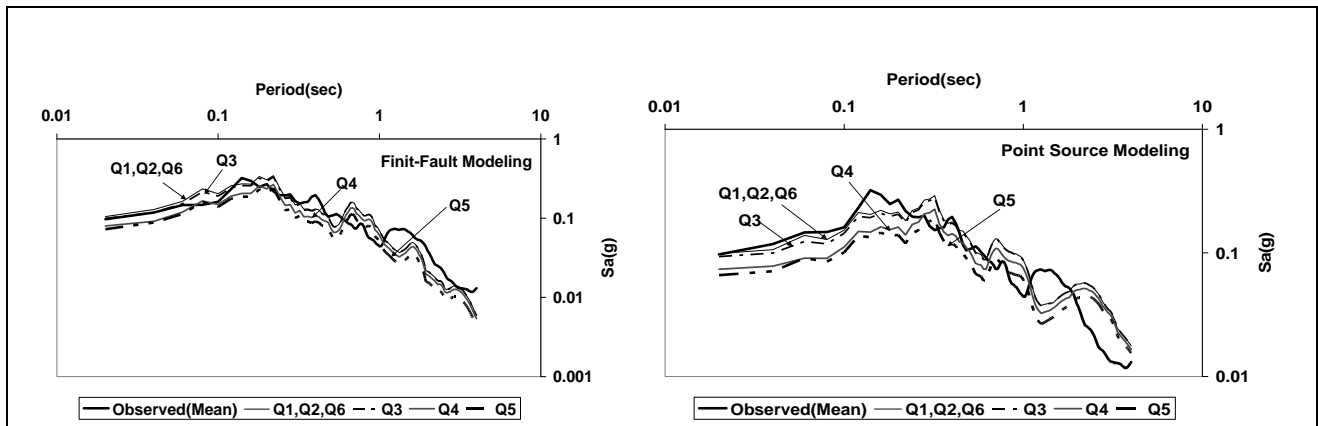 Period(sec)
0.01 0.1 1 10
1
0.1
0.01
0.001
Sa(g)
Finit-Fault Modeling
Q1,Q2,Q6
Q3
Q4
Q5
Observed(Mean) Q1,Q2,Q6 Q3 Q4 Q5
Period(sec)
0.01 0.1 1 10
1
0.1
0.01
Sa(g)
Point Source Modeling
Q4
Q1,Q2,Q6
Q3
Q5
Observed(Mean) Q1,Q2,Q6 Q3 Q4 Q5